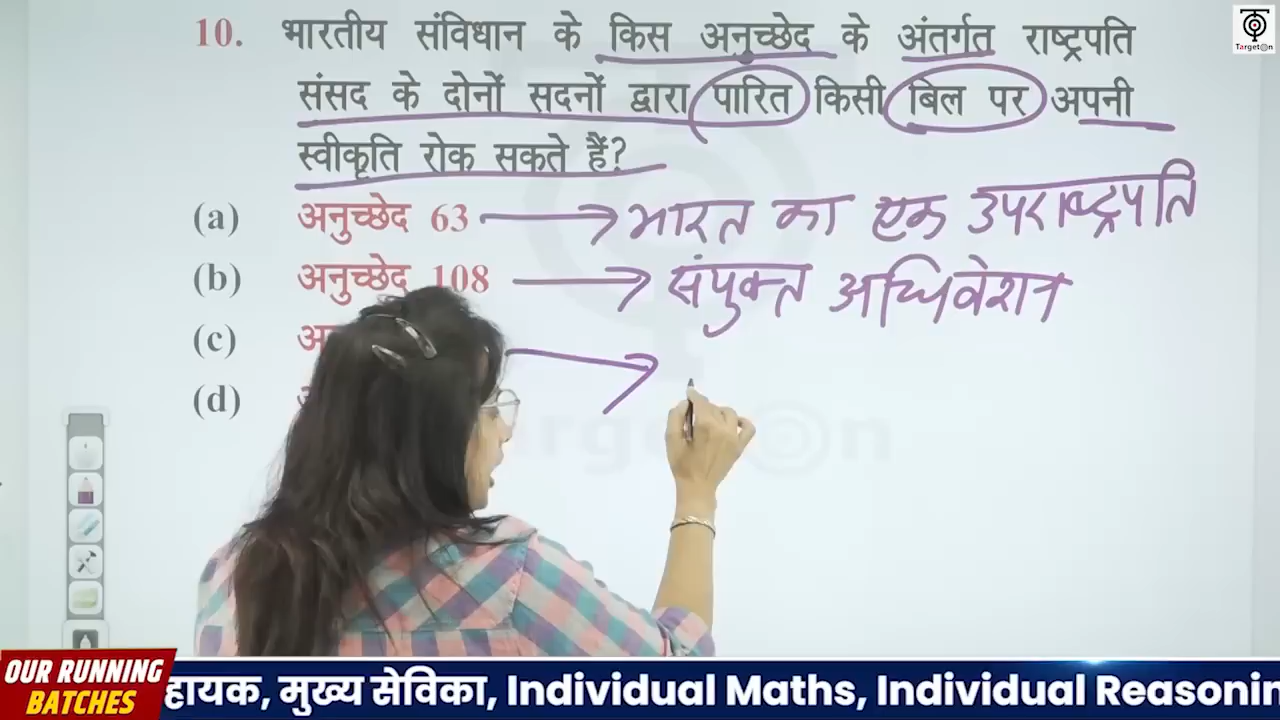 10. भारतीय संविधान के किस अनुच्छेद के अंतर्गत राष्ट्रपति
संसद के दोनों सदनों द्वारा पारित किसी बिल पर अपनी
स्वीकृति रोक सकते हैं?
(a) अनुच्छेद 63 भारत का एक उपराष्ट्रपति
(b) अनुच्छेद 108 संयुक्त अधिवेशन
(c)
(d)
TargetOn
OUR RUNNING
BATCHES
हायक, मुख्य सेविका, Individual Maths, Individual Reasonin